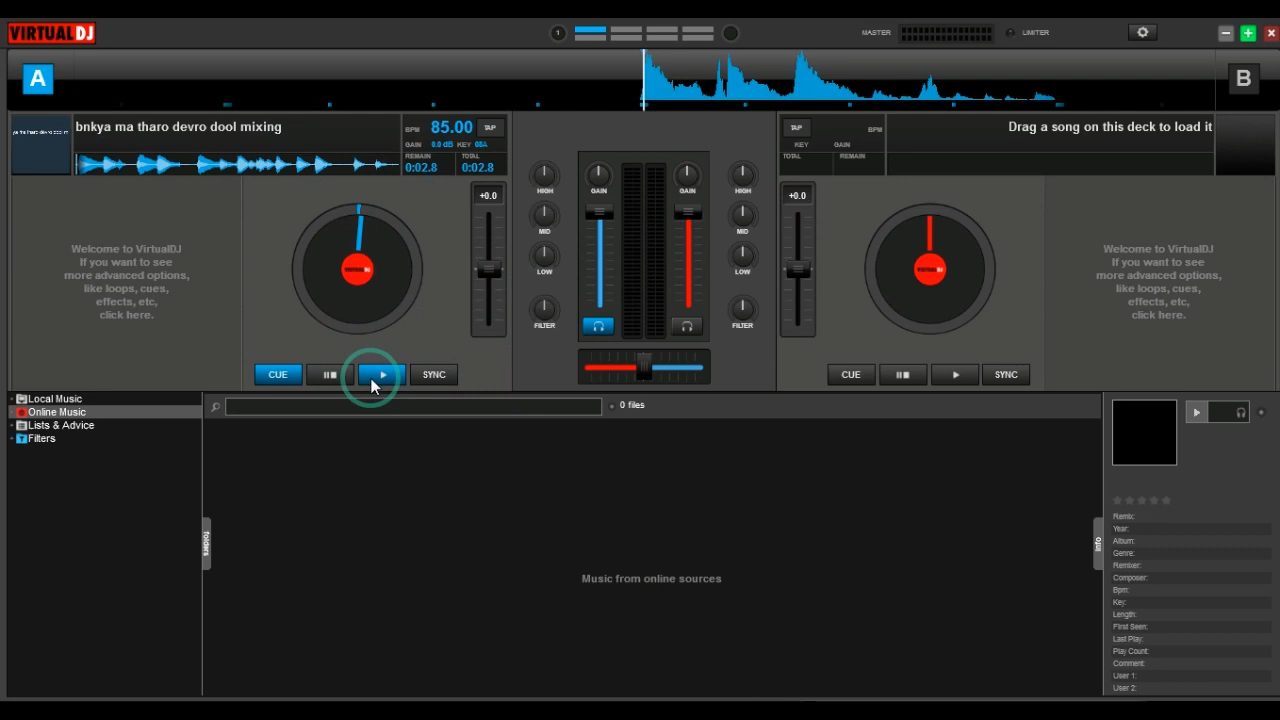 VIRTUALDJ
1
MASTER
LIMITER
A
B
bnkya ma tharo devro dool mixing
BPM 85.00 TAP
GAIN 0.0 dB KEY 08A
REMAIN TOTAL
0:02.8 0:02.8
TAP BPM
KEY GAIN
TOTAL REMAIN
Drag a song on this deck to load it
Welcome to VirtualDJ
If you want to see
more advanced options,
like loops, cues,
effects, etc,
click here.
+0.0
HIGH
MID
LOW
FILTER
GAIN
GAIN
HIGH
MID
LOW
FILTER
+0.0
Welcome to VirtualDJ
If you want to see
more advanced options,
like loops, cues,
effects, etc,
click here.
CUE
SYNC
CUE
SYNC
Local Music
Online Music
Lists & Advice
Filters
0 files
folders
Music from online sources
info
Remix:
Year:
Album:
Genre:
Remixer:
Composer:
Bpm:
Key:
Length:
First Seen:
Last Play:
Play Count:
Comment:
User 1:
User 2: